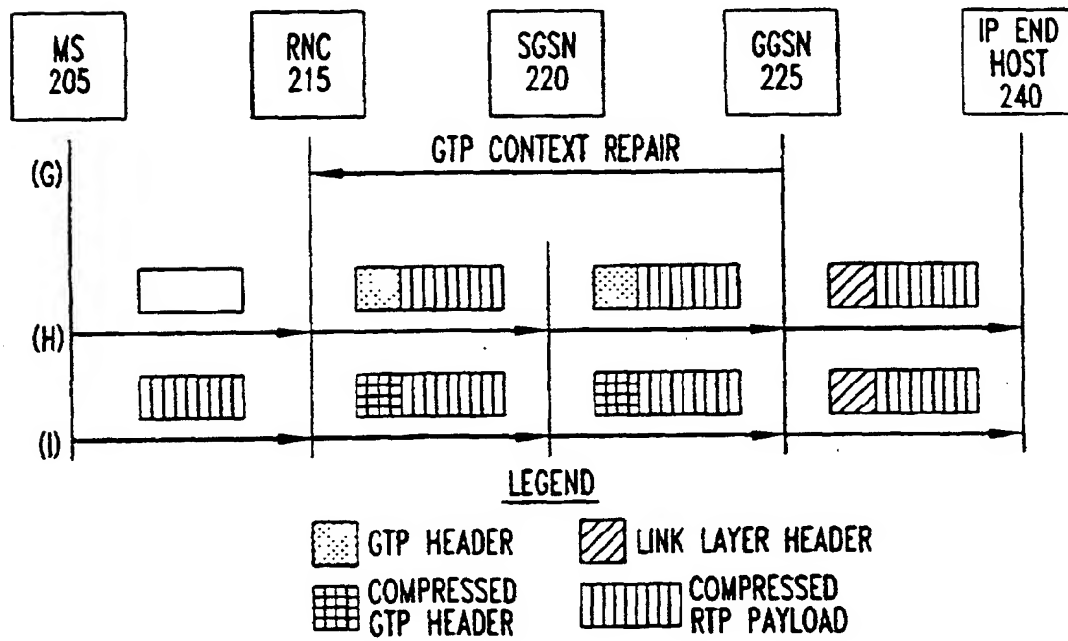 MS
205
RNC
215
SGSN
220
GGSN
225
IP END
HOST
240
(G)
GTP CONTEXT REPAIR
(H)
(I)
LEGEND
GTP HEADER
LINK LAYER HEADER
COMPRESSED
GTP HEADER
COMPRESSED
RTP PAYLOAD